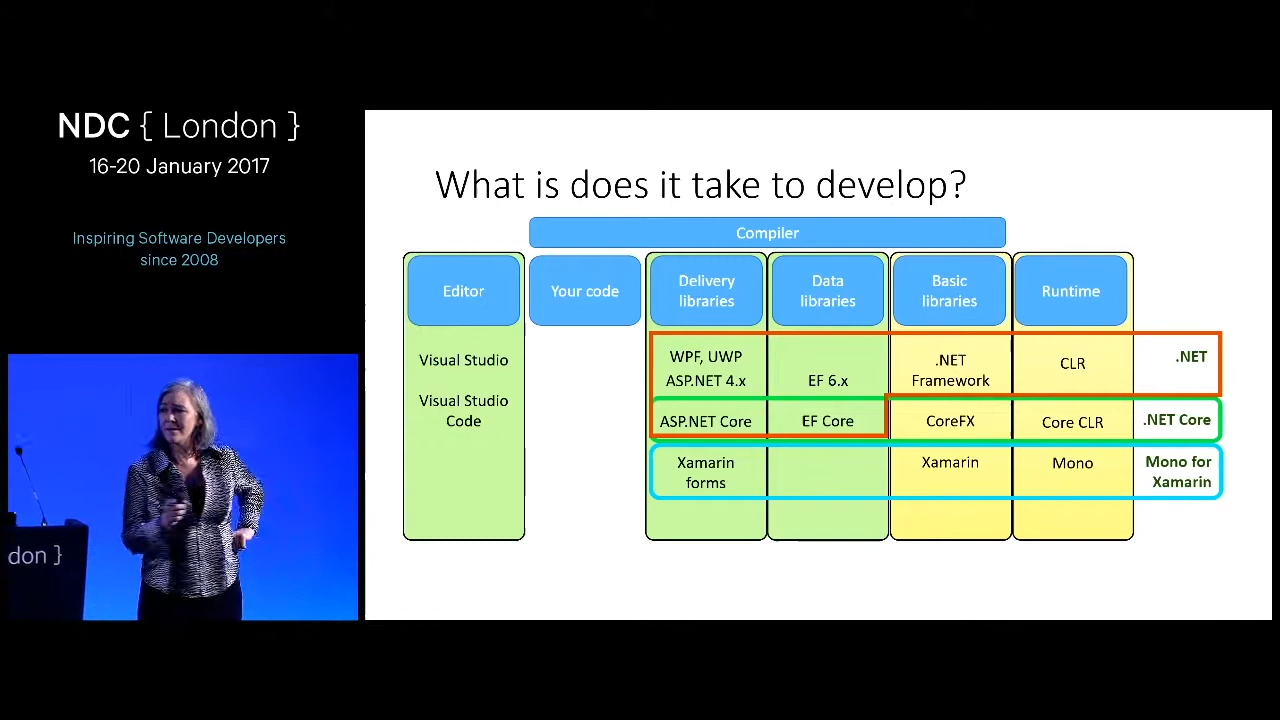 NDC { London }
16-20 January 2017
Inspiring Software Developers
since 2008
don }
What is does it take to develop?
Compiler
Editor
Your code
Delivery
libraries
Data
libraries
Basic
libraries
Runtime
Visual Studio
Visual Studio
Code
WPF, UWP
ASP.NET 4.x
EF 6.x
.NET
Framework
CLR
.NET
ASP.NET Core
EF Core
CoreFX
Core CLR
.NET Core
Xamarin
forms
Xamarin
Mono
Mono for
Xamarin